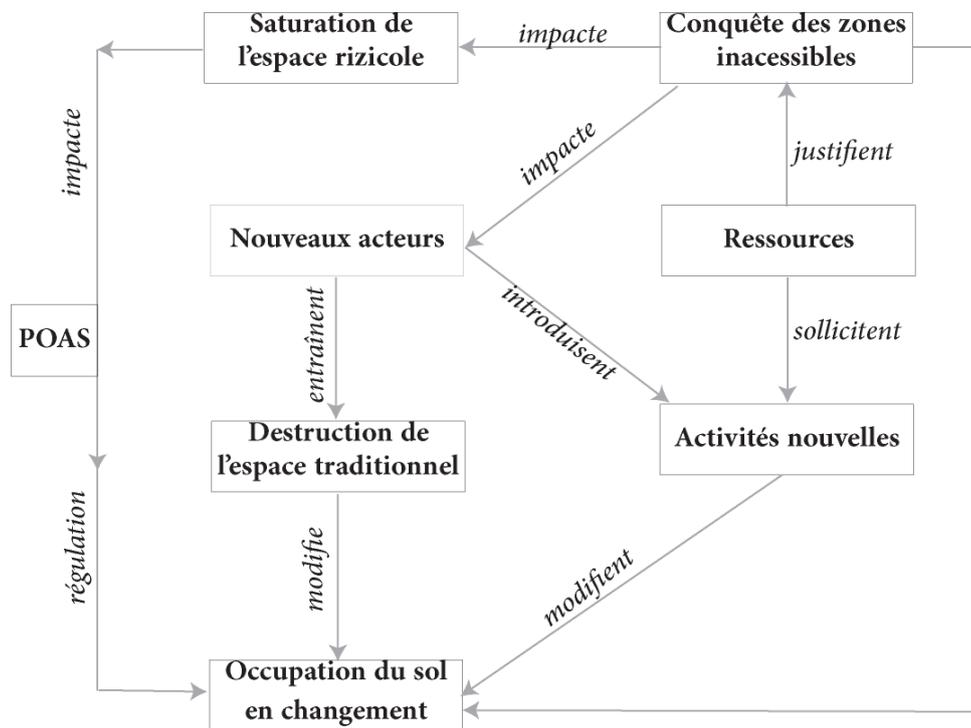 Saturation de
l'espace rizicole
impacte
Conquête des zones
inacessibles
impacte
impacte
justifient
Nouveaux acteurs
Ressources
entraînent
introduisent
sollicitent
POAS
Destruction de
l'espace traditionnel
Activités nouvelles
régulation
modifie
modifient
Occupation du sol
en changement